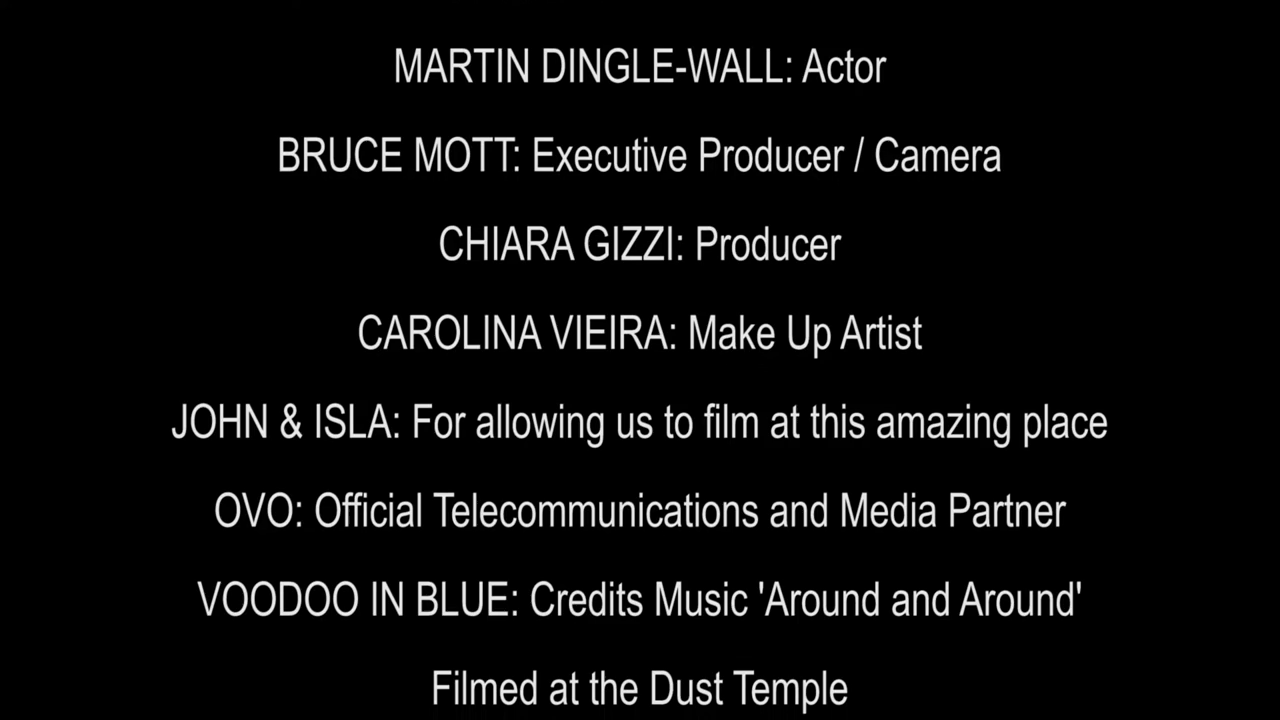 MARTIN DINGLE-WALL: Actor
BRUCE MOTT: Executive Producer / Camera
CHIARA GIZZI: Producer
CAROLINA VIEIRA: Make Up Artist
JOHN & ISLA: For allowing us to film at this amazing place
OVO: Official Telecommunications and Media Partner
VOODOO IN BLUE: Credits Music 'Around and Around'
Filmed at the Dust Temple